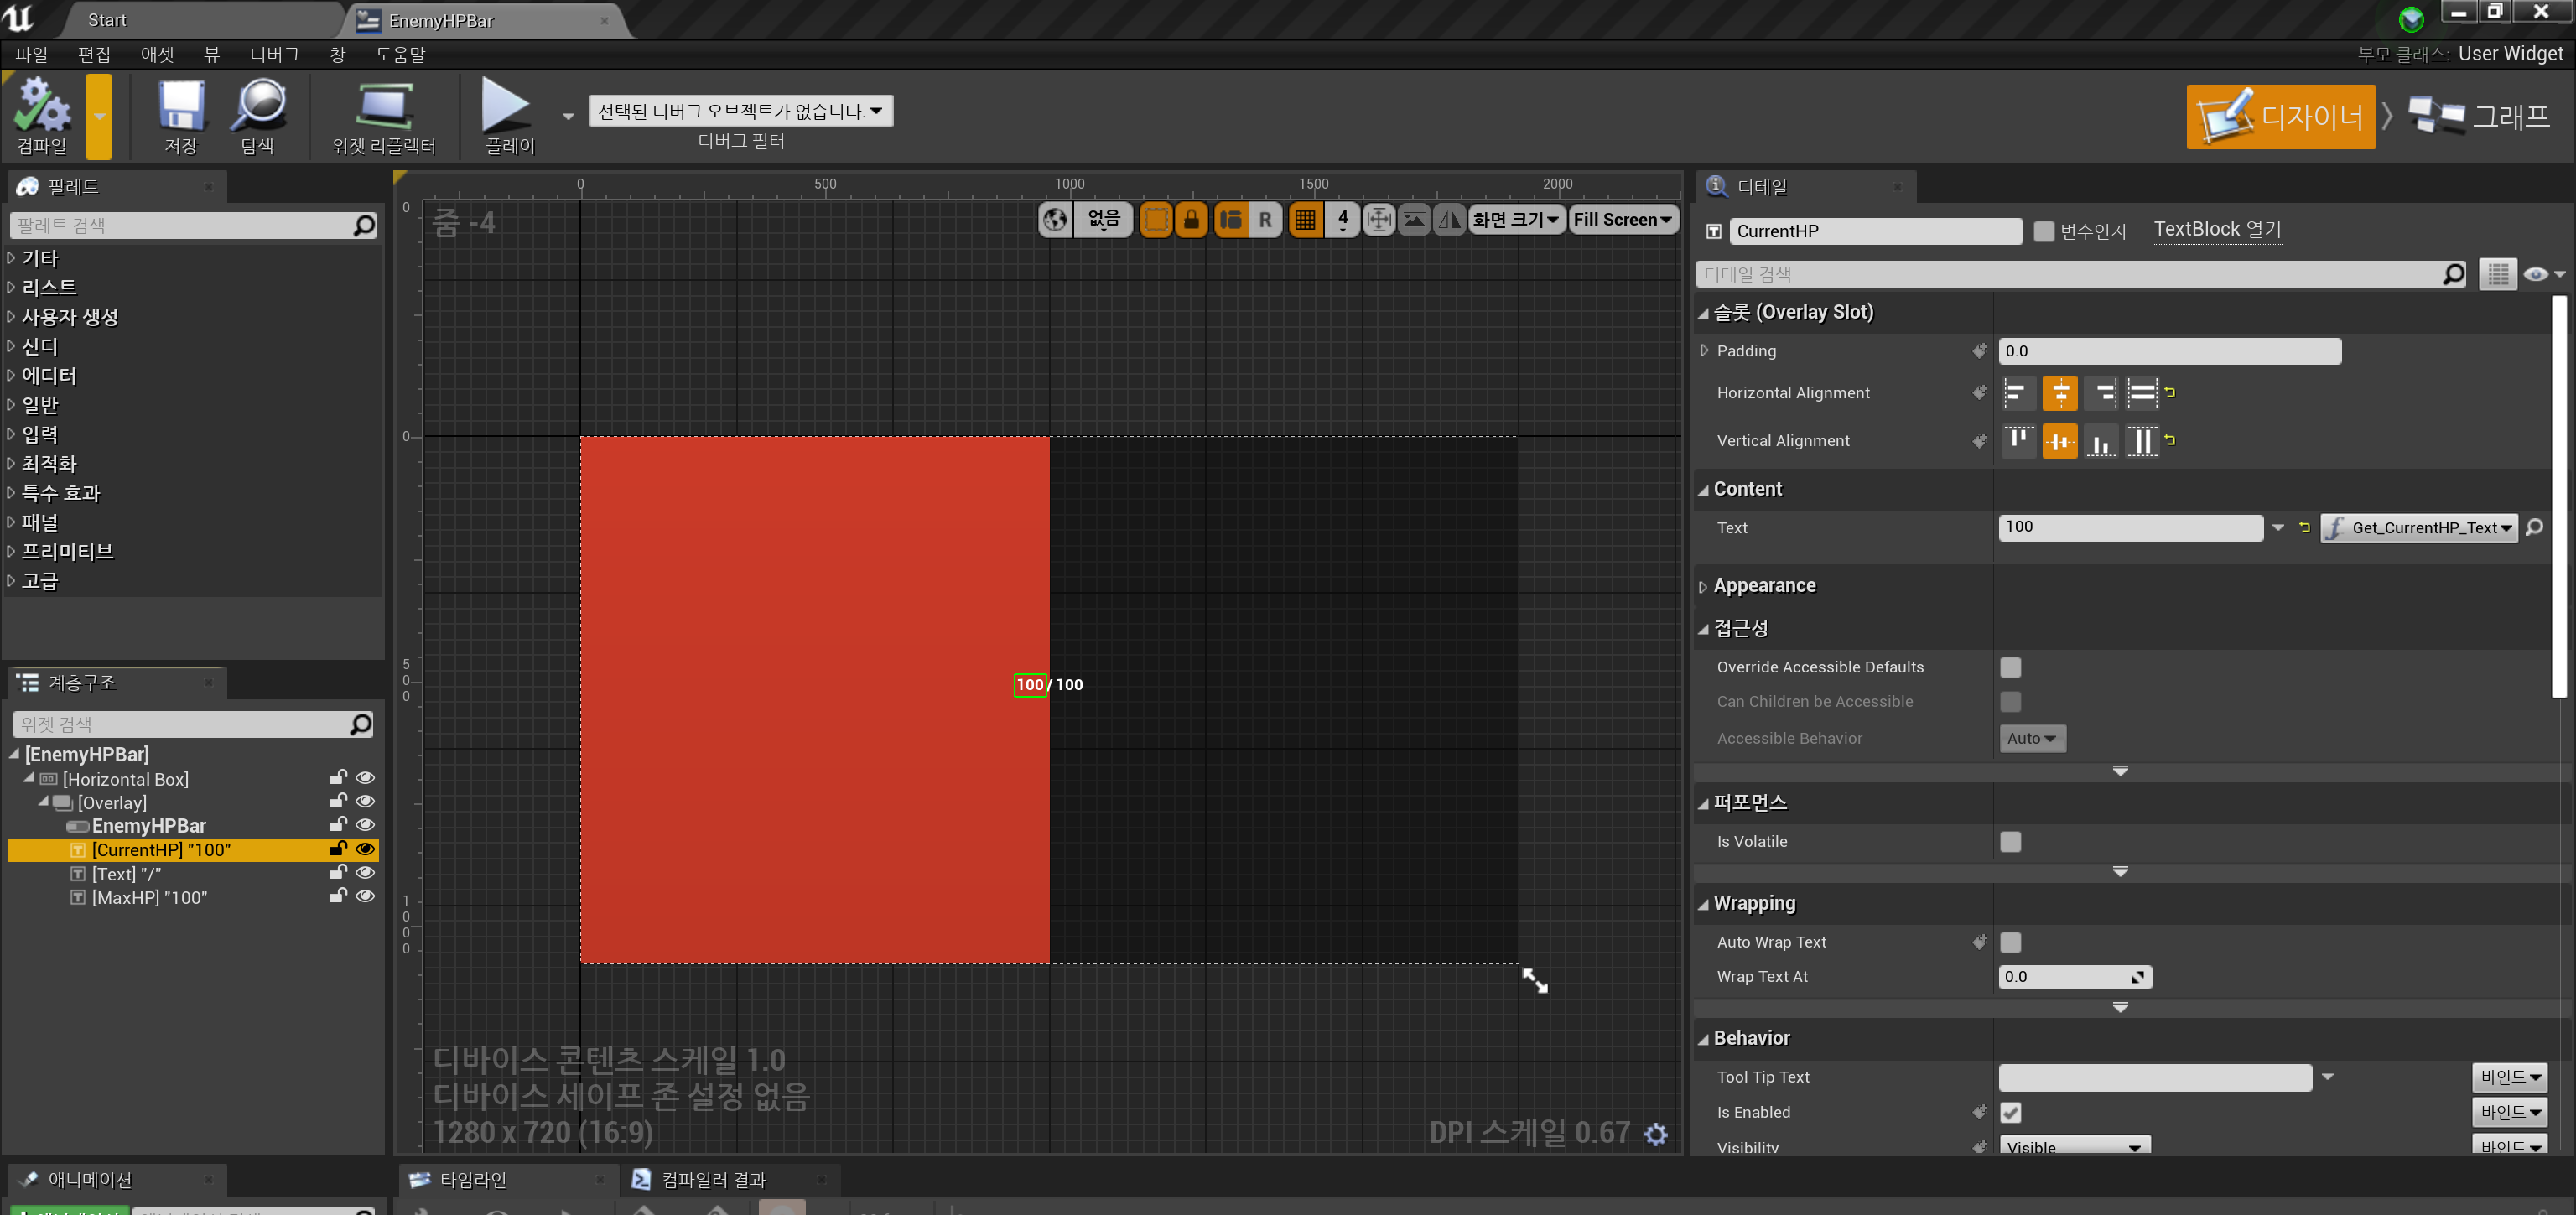 Start
EnemyHPBar
파일 편집 애셋 뷰 디버그 창 도움말
부모 클래스: User Widget
컴파일
저장
탐색
위젯 리플렉터
플레이
선택된 디버그 오브젝트가 없습니다.
디버그 필터
디자이너
그래프
팔레트
팔레트 검색
기타
리스트
사용자 생성
신디
에디터
일반
입력
최적화
특수 효과
패널
프리미티브
고급
계층구조
위젯 검색
[EnemyHPBar]
[Horizontal Box]
[Overlay]
EnemyHPBar
[CurrentHP] "100"
[Text] "/"
[MaxHP] "100"
애니메이션
0 500 1000 1500 2000
0
줌 -4
없음
R
4
화면 크기
Fill Screen
0
500
1000
100 / 100
디바이스 콘텐츠 스케일 1.0
디바이스 세이프 존 설정 없음
1280 x 720 (16:9)
DPI 스케일 0.67
타임라인
컴파일러 결과
디테일
CurrentHP
변수인지
TextBlock 열기
디테일 검색
슬롯 (Overlay Slot)
Padding 0.0
Horizontal Alignment
Vertical Alignment
Content
Text 100 Get_CurrentHP_Text
Appearance
접근성
Override Accessible Defaults
Can Children be Accessible
Accessible Behavior Auto
퍼포먼스
Is Volatile
Wrapping
Auto Wrap Text
Wrap Text At 0.0
Behavior
Tool Tip Text 바인드
Is Enabled 바인드
Visibility Visible 바인드